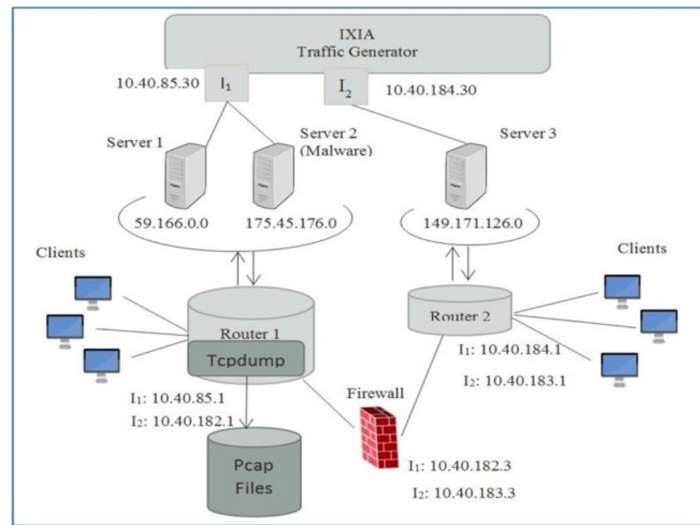 IXIA
Traffic Generator
10.40.85.30
I₁
I₂
10.40.184.30
Server 1
Server 2
(Malware)
Server 3
59.166.0.0
175.45.176.0
149.171.126.0
Clients
Clients
Router 1
Tcpdump
Router 2
I₁: 10.40.184.1
I₂: 10.40.183.1
I₁: 10.40.85.1
I₂: 10.40.182.1
Firewall
Pcap
Files
I₁: 10.40.182.3
I₂: 10.40.183.3